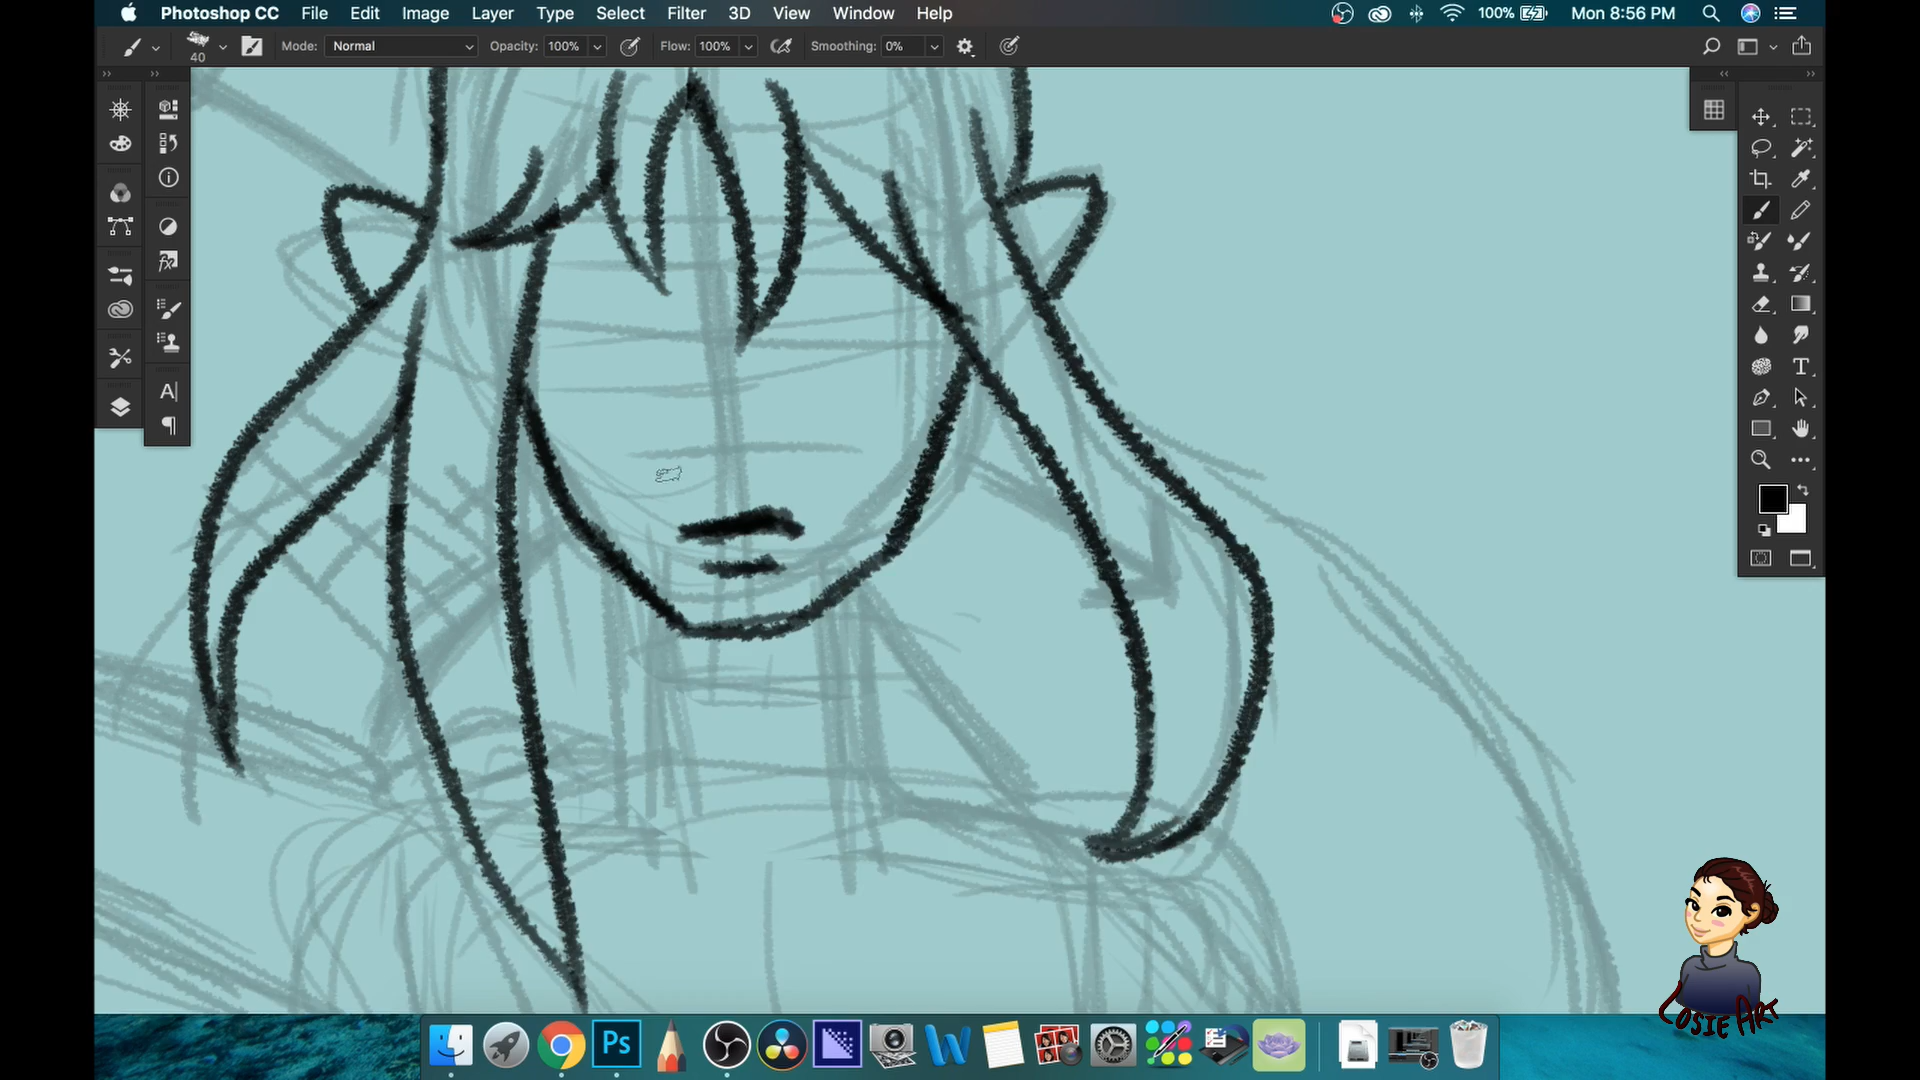 Photoshop CC File Edit Image Layer Type Select Filter 3D View Window Help 100% Mon 8:56 PM
40 Mode: Normal Opacity: 100% Flow: 100% Smoothing: 0%
A
T
Ps
W
COSIE ART